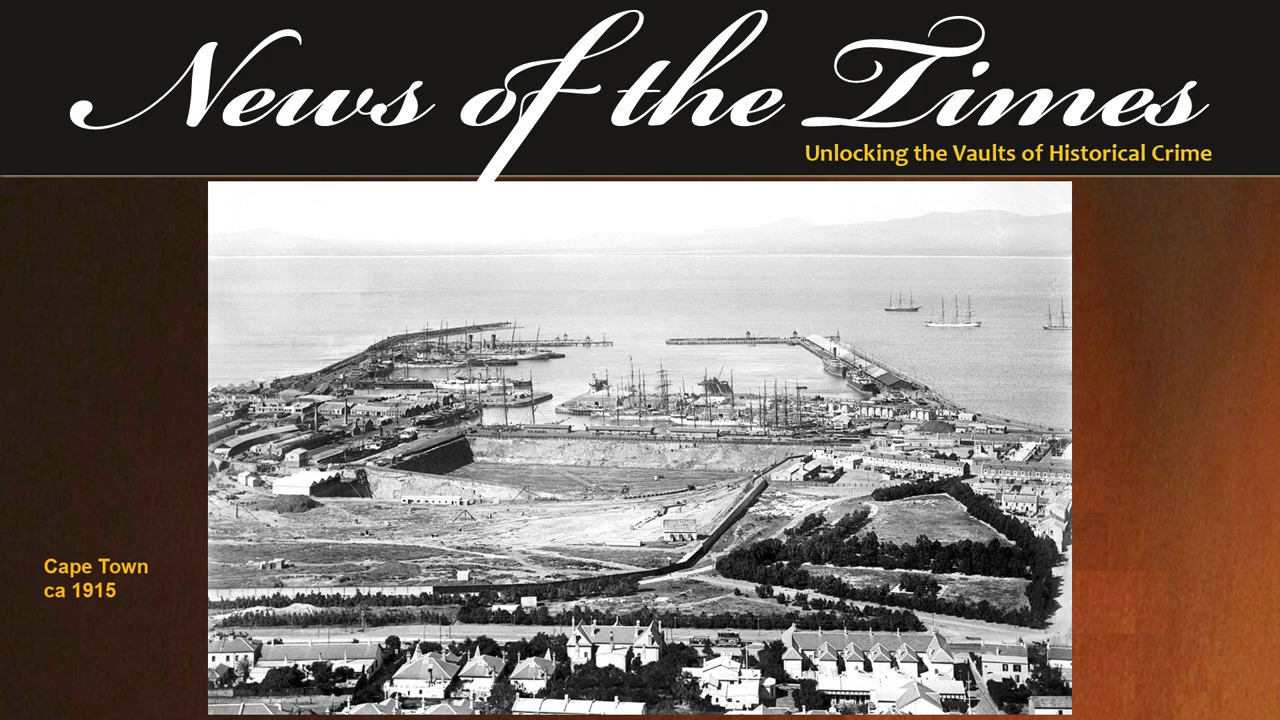 News of the Times
Unlocking the Vaults of Historical Crime
Cape Town
ca 1915